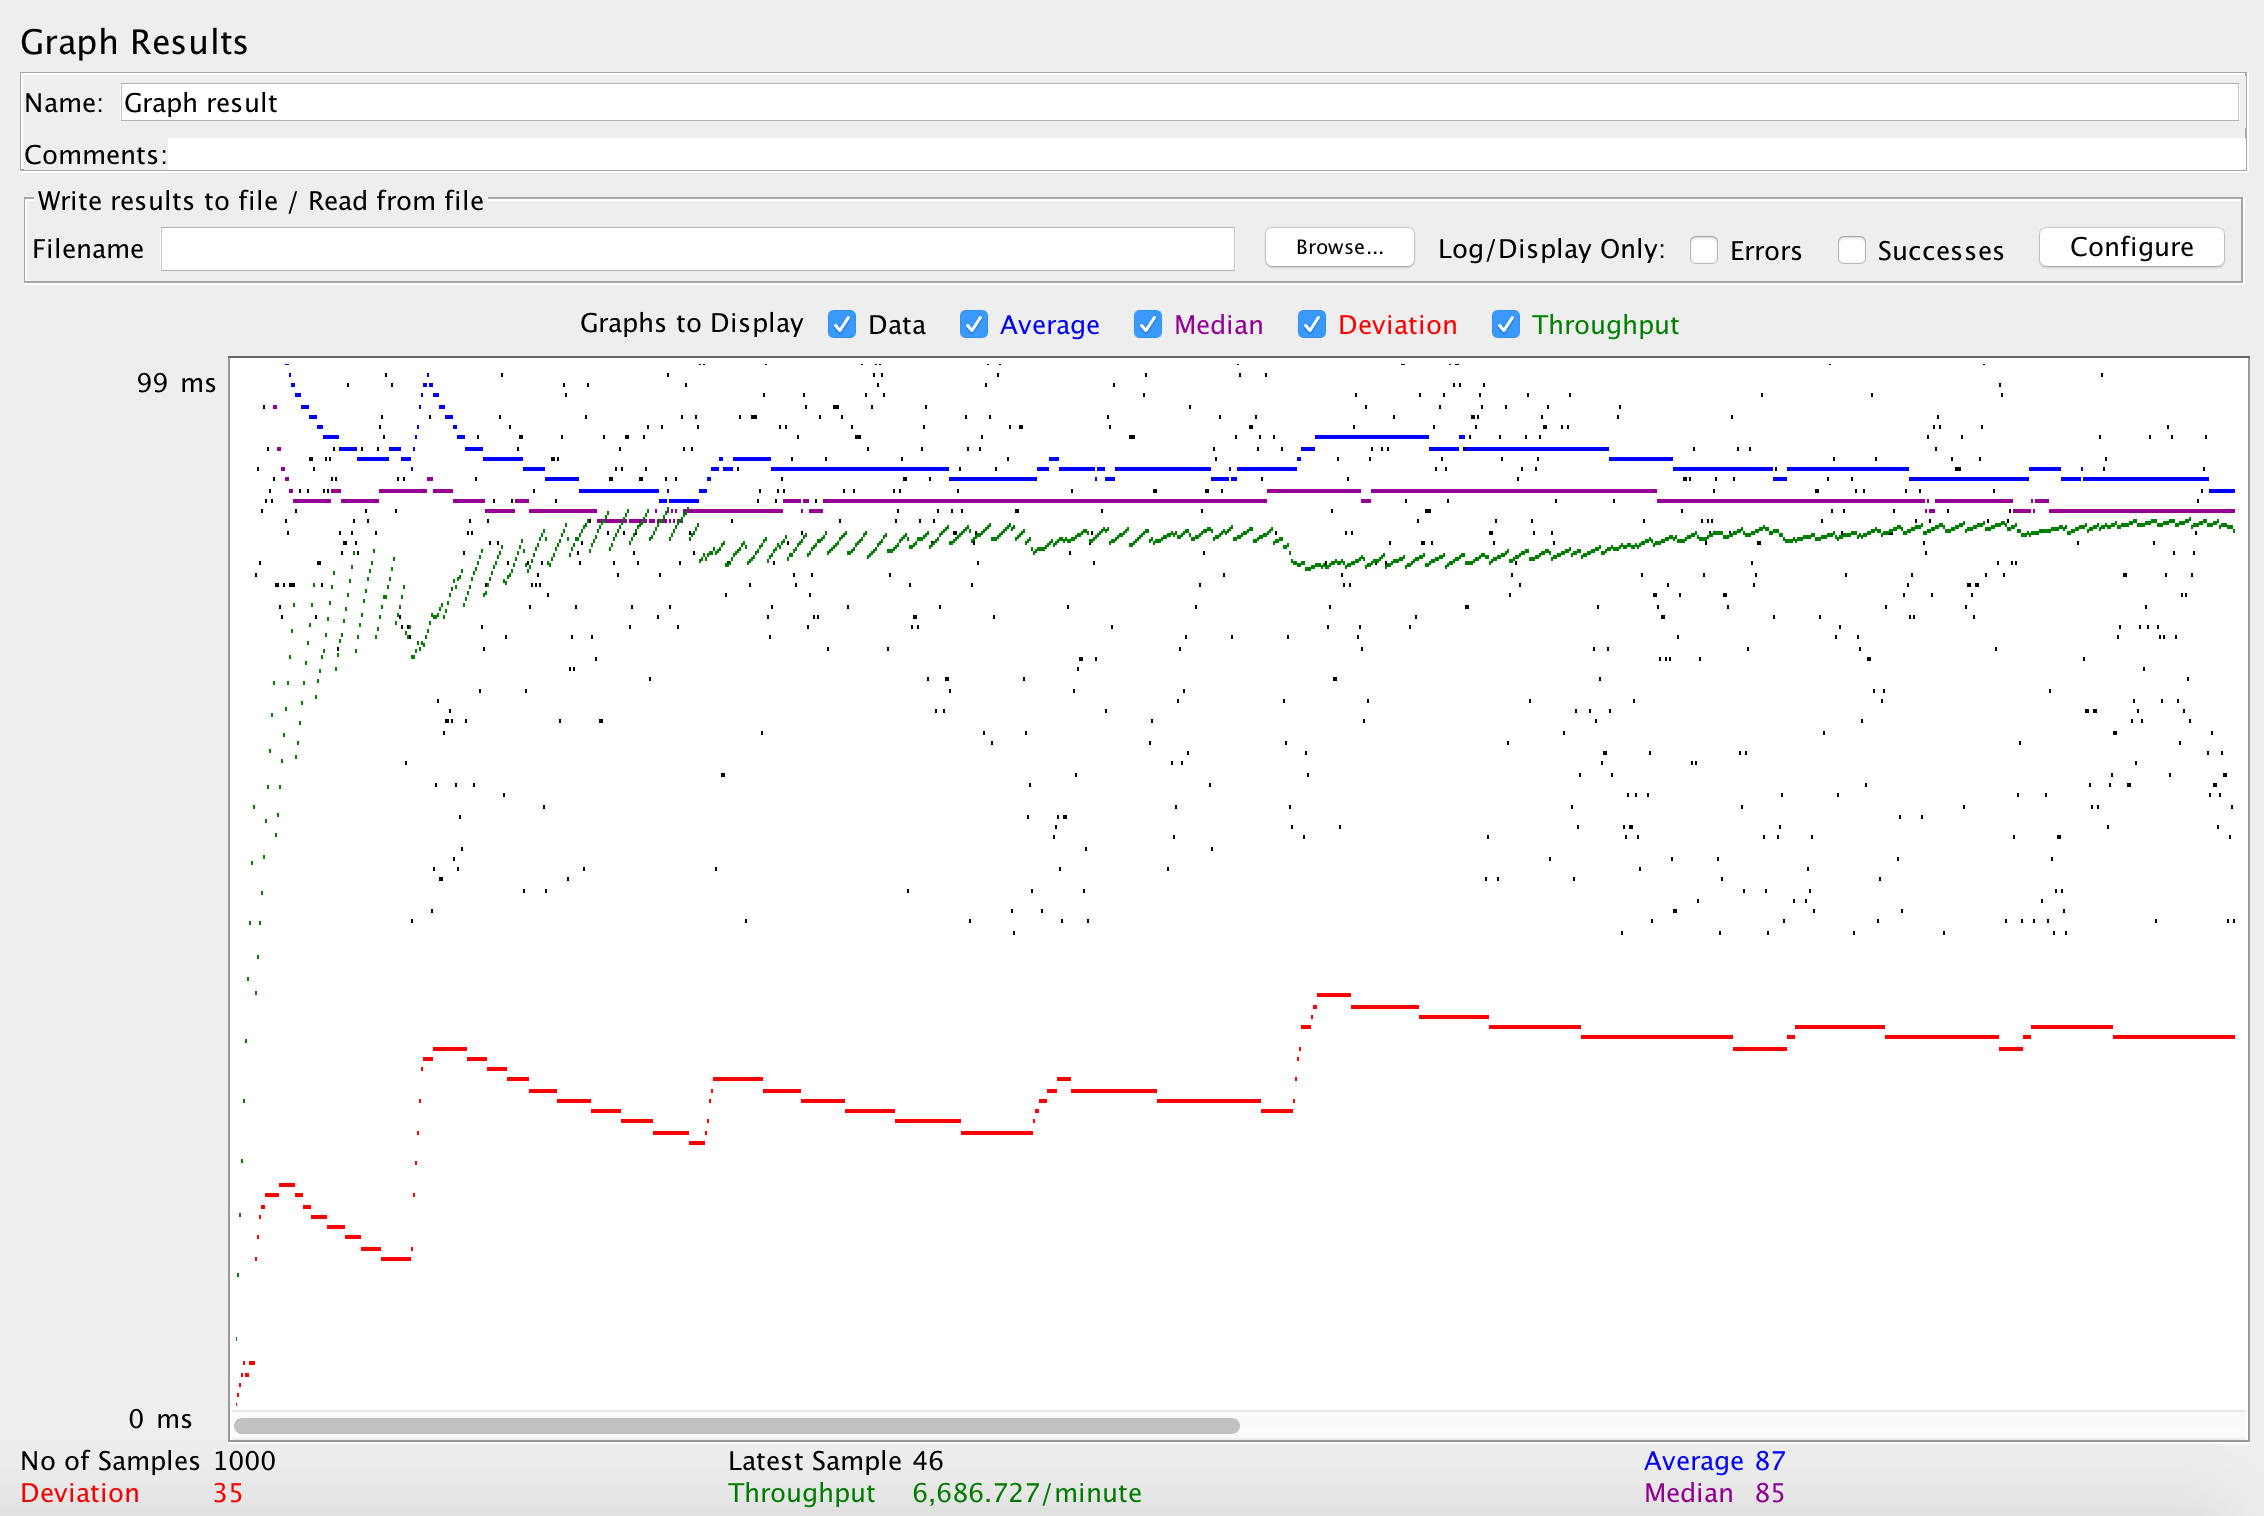 Graph Results
Name: Graph result
Comments:
Write results to file / Read from file
Filename Browse... Log/Display Only: Errors Successes Configure
Graphs to Display Data Average Median Deviation Throughput
99 ms
0 ms
No of Samples 1000 Latest Sample 46 Average 87
Deviation 35 Throughput 6,686.727/minute Median 85